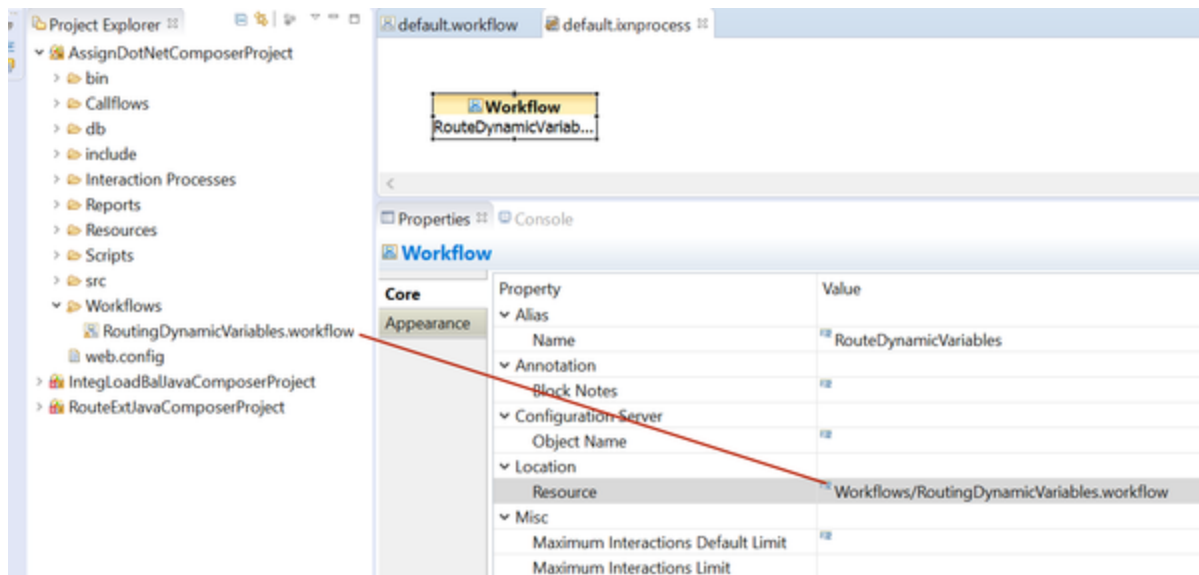 Project Explorer
AssignDotNetComposerProject
bin
Callflows
db
include
Interaction Processes
Reports
Resources
Scripts
src
Workflows
RoutingDynamicVariables.workflow
web.config
IntegLoadBalJavaComposerProject
RouteExtJavaComposerProject
default.workflow default.ixnprocess
Workflow
RouteDynamicVariab...
Properties Console
Workflow
Core
Appearance
Property Value
Alias
Name RouteDynamicVariables
Annotation
Block Notes
Configuration Server
Object Name
Location
Resource Workflows/RoutingDynamicVariables.workflow
Misc
Maximum Interactions Default Limit
Maximum Interactions Limit